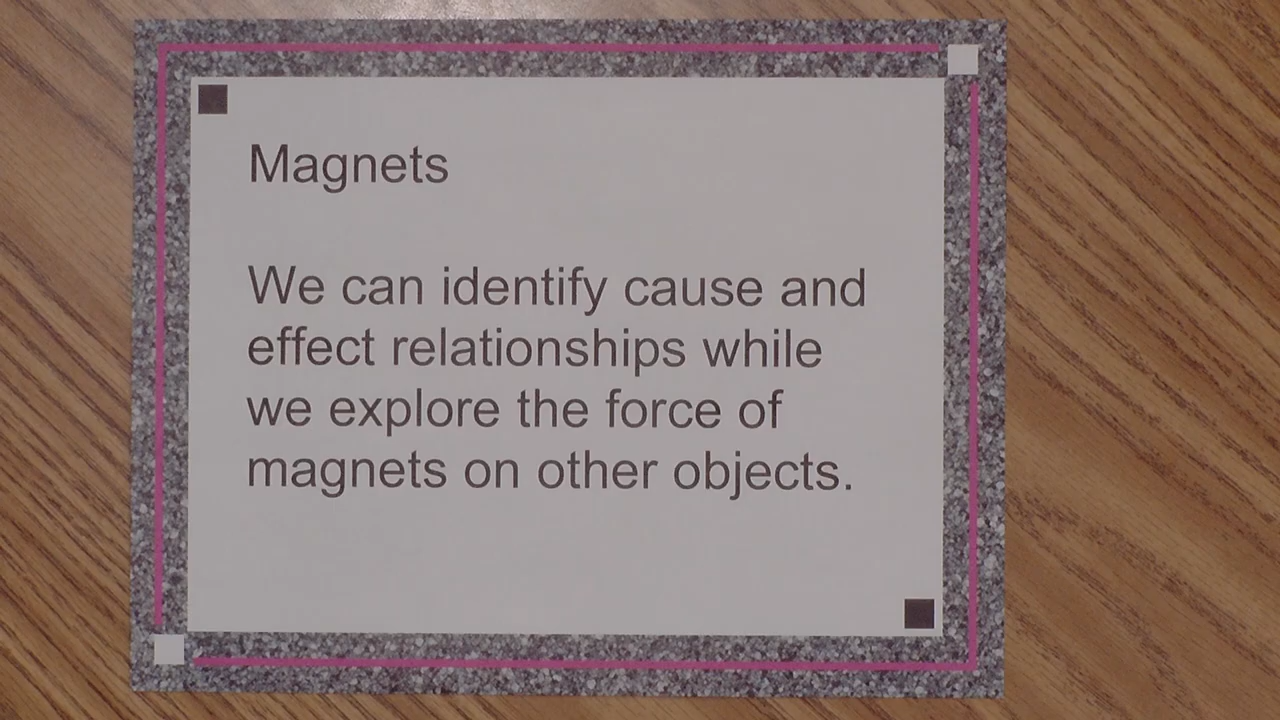 Magnets
We can identify cause and
effect relationships while
we explore the force of
magnets on other objects.